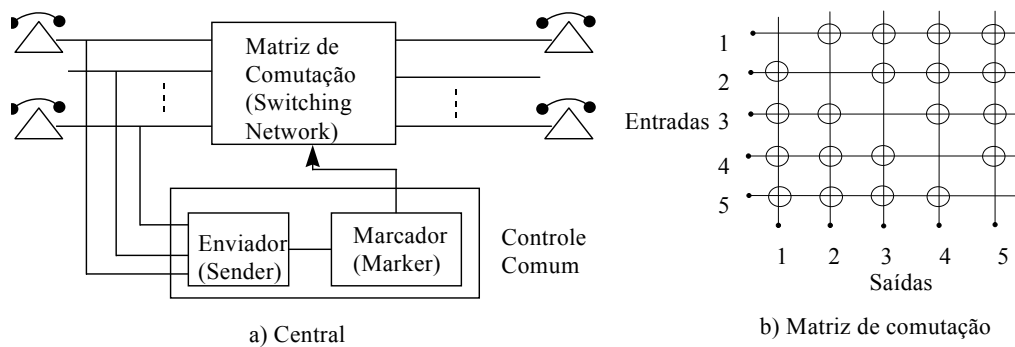 Matriz de
Comutação
(Switching
Network)
Enviador
(Sender)
Marcador
(Marker)
Controle
Comum
a) Central
1
2
Entradas 3
4
5
1 2 3 4 5
Saídas
b) Matriz de comutação